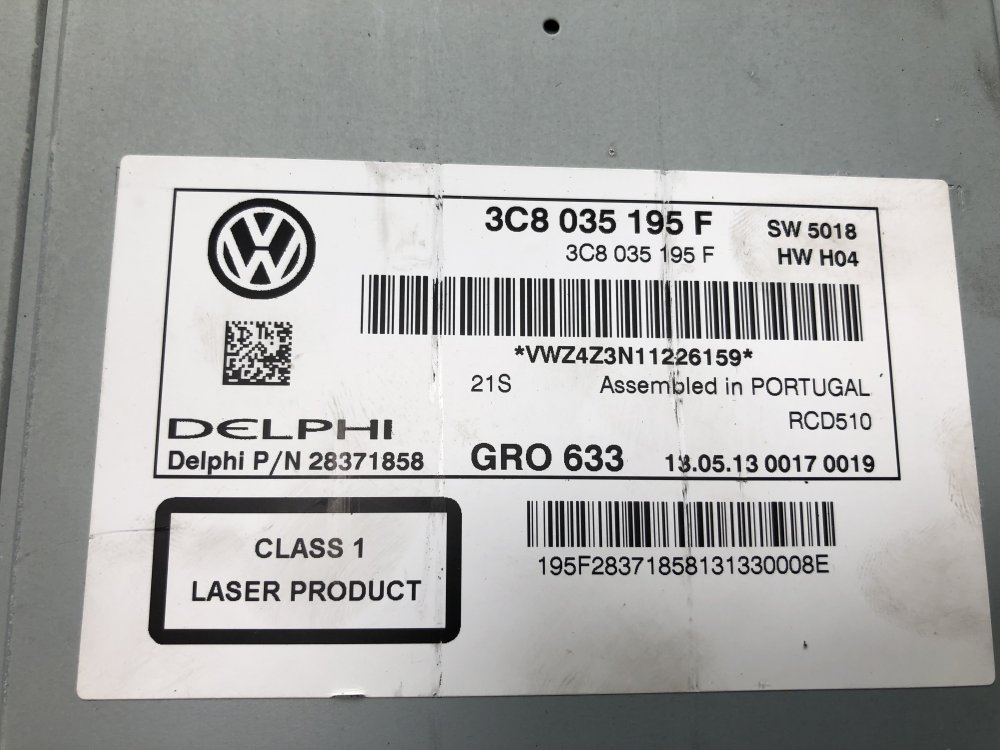 3C8 035 195 F SW 5018
3C8 035 195 F HW H04
*VWZ4Z3N11226159*
21S Assembled in PORTUGAL
RCD510
DELPHI
Delphi P/N 28371858 GRO 633 13.05.13 0017 0019
CLASS 1
LASER PRODUCT
195F28371858131330008E